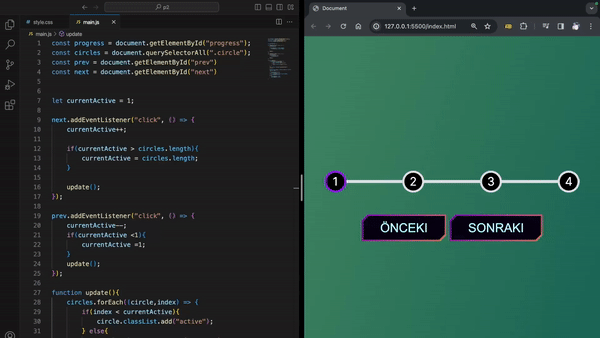 p2
style.css
main.js
main.js > update
1 const progress = document.getElementById("progress");
2 const circles = document.querySelectorAll(".circle");
3 const prev = document.getElementById("prev")
4 const next = document.getElementById("next")
5
6
7 let currentActive = 1;
8
9 next.addEventListener("click", () => {
10 currentActive++;
11
12 if(currentActive > circles.length){
13 currentActive = circles.length;
14 }
15
16 update();
17 });
18
19 prev.addEventListener("click", () => {
20 currentActive--;
21 if(currentActive <1){
22 currentActive =1;
23 }
24 update();
25 });
26
27 function update(){
28 circles.forEach((circle,index) => {
29 if(index < currentActive){
30 circle.classList.add("active");
31 } else{
Document
127.0.0.1:5500/index.html
1 2 3 4
ÖNCEKI SONRAKI